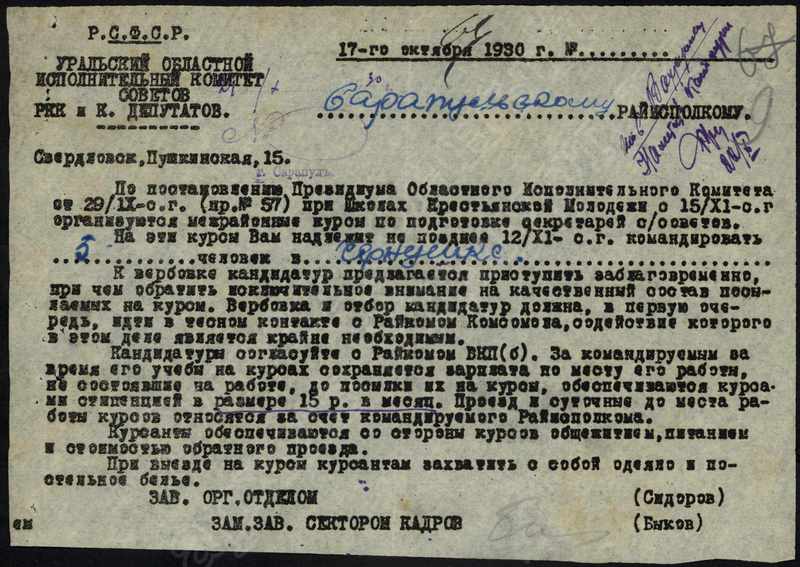 Р.С.Ф.С.Р.
УРАЛЬСКИЙ ОБЛАСТНОЙ
ИСПОЛНИТЕЛЬНЫЙ КОМИТЕТ
СОВЕТОВ
РКК и К. ДЕПУТАТОВ.
17-го октября 1930 г. №.........
Сарапульскому РАЙИСПОЛКОМУ.
Свердловск, Пушкинская, 15.
г. Сарапуль
По постановлению Президиума Областного Исполнительного Комитета
от 29/IX-с.г. (пр.№ 57) при Школах Крестьянской Молодежи с 15/XI-с.г
организуются межрайонные курсы по подготовке секретарей с/советов.
На эти курсы Вам надлежит не позднее 12/XI- с.г. командировать
5 человек в
К вербовке кандидатур предлагается приступить заблаговременно,
при чем обратить исключительное внимание на качественный состав посы-
лаемых на курсы. Вербовка и отбор кандидатур должна, в первую оче-
редь, идти в тесном контакте с Райкомом Комсомола, содействие которого
в этом деле является крайне необходимым.
Кандидатуры согласуйте с Райкомом ВКП(б). За командируемым за
время его учебы на курсах сохраняется зарплата по месту его работы,
не состоявшие на работе, до посылки их на курсы, обеспечиваются курса-
ми стипенцией в размере 15 р. в месяц. Проезд и суточные до места ра-
боты курсов относятся за счет командируемого Райисполкома.
Курсанты обеспечиваются со стороны курсов общежитием, питанием
и стоимостью обратного проезда.
При выезде на курсы курсантам захватить с собой одеяло и по-
стельное белье.
ЗАВ. ОРГ.ОТДЕЛОМ (Сидоров)
ем ЗАМ.ЗАВ. СЕКТОРОМ КАДРОВ (Быков)